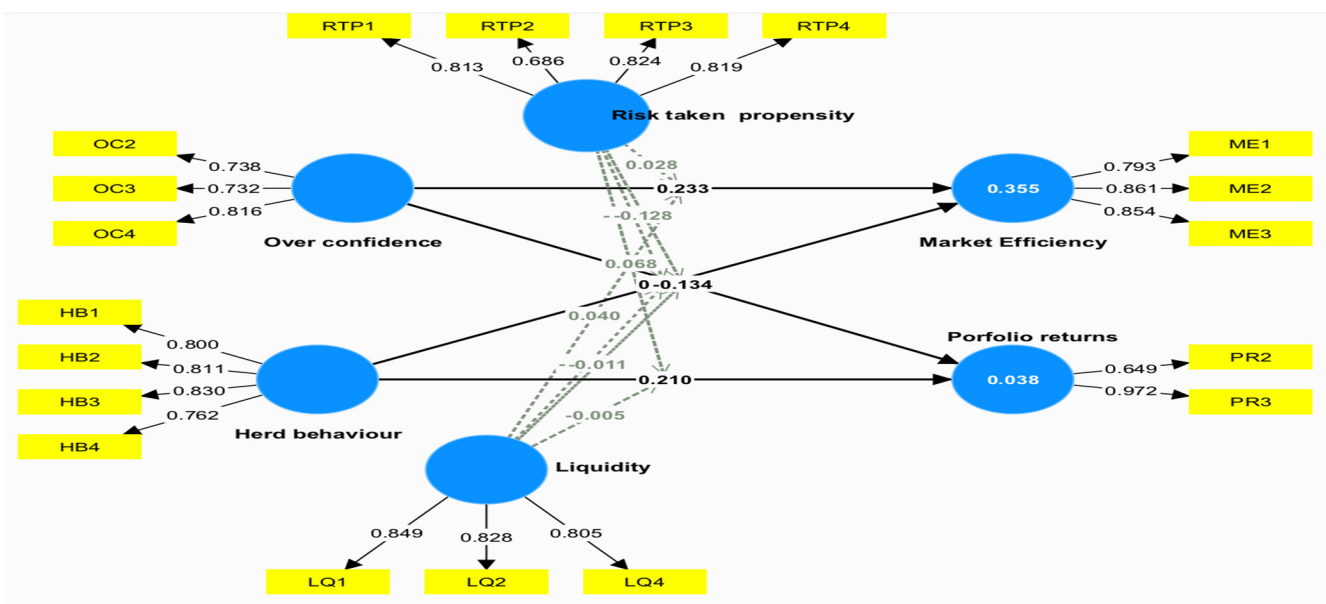 RTP1 RTP2 RTP3 RTP4
0.813 0.686 0.824 0.819
Risk taken propensity
OC2
OC3
OC4
0.738
0.732
0.816
Over confidence
0.028
0.233
-0.128
0.068
0-0.134
0.040
-0.011
0.210
-0.005
0.355
Market Efficiency
0.793
0.861
0.854
ME1
ME2
ME3
HB1
HB2
HB3
HB4
0.800
0.811
0.830
0.762
Herd behaviour
Porfolio returns
0.038
0.649
0.972
PR2
PR3
Liquidity
0.849 0.828 0.805
LQ1 LQ2 LQ4